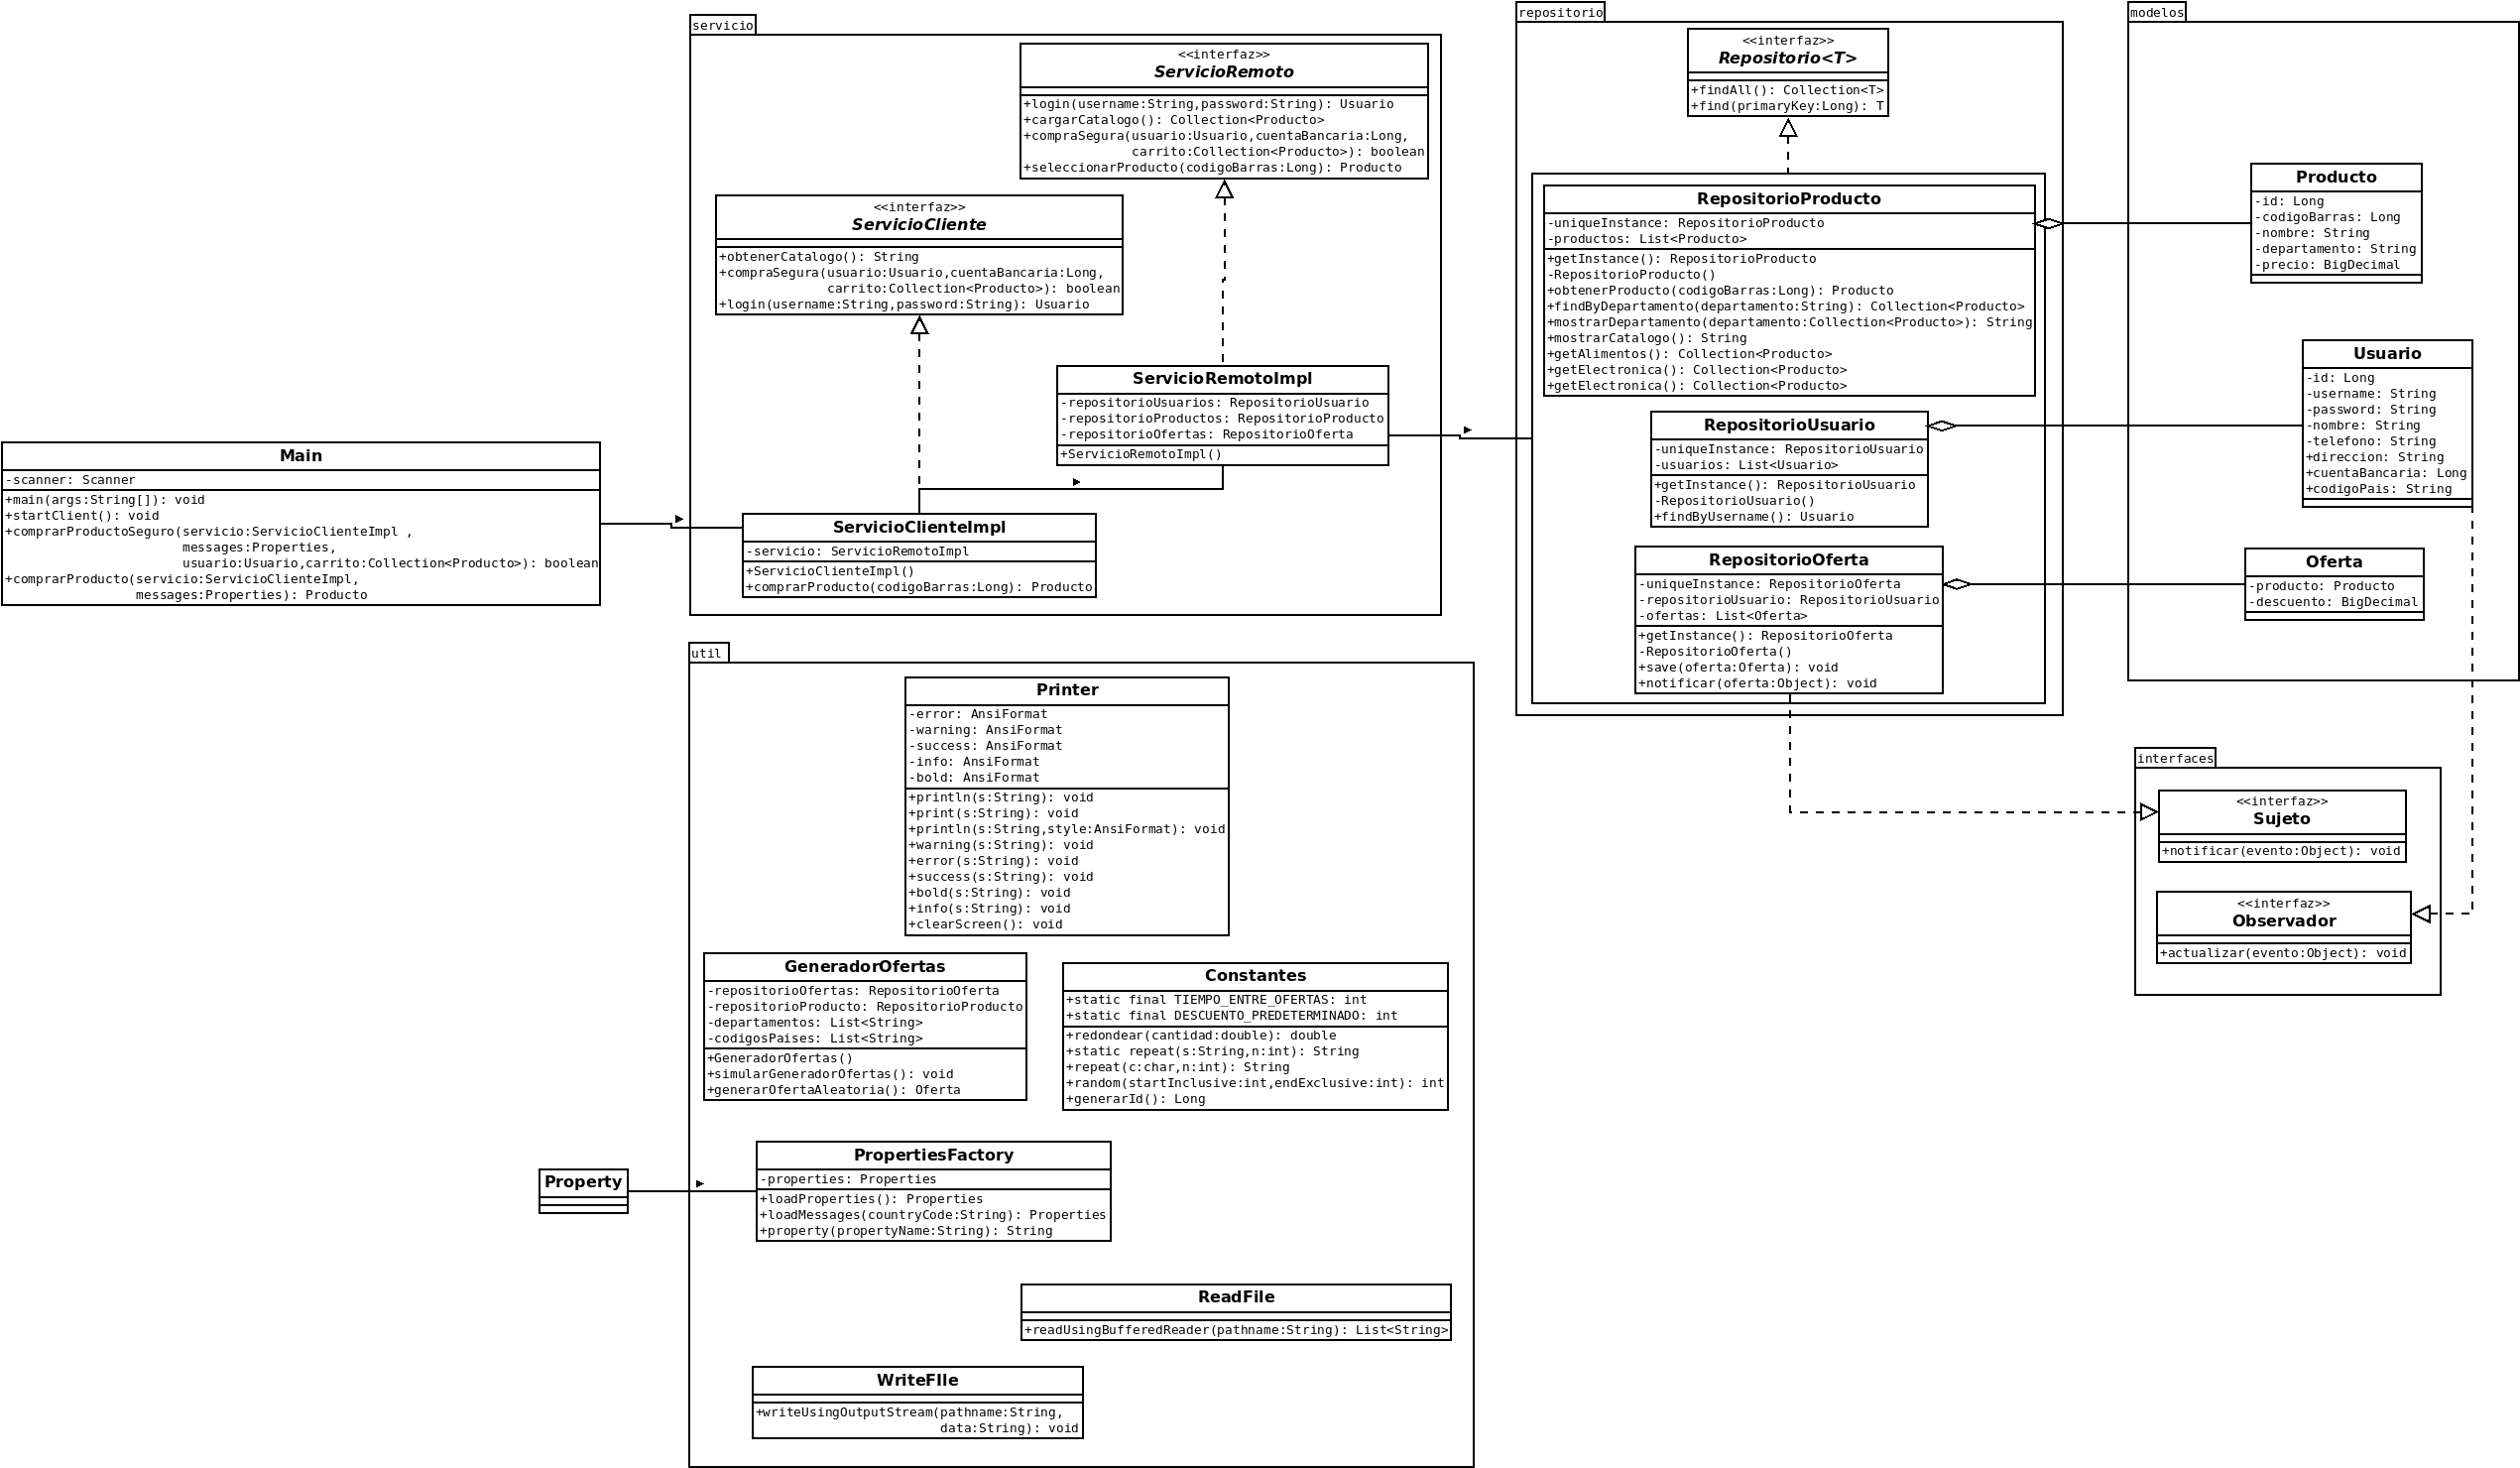 servicio
<<interfaz>>
ServicioRemoto
+login(username:String,password:String): Usuario
+cargarCatalogo(): Collection<Producto>
+compraSegura(usuario:Usuario,cuentaBancaria:Long,
carrito:Collection<Producto>): boolean
+seleccionarProducto(codigoBarras:Long): Producto
<<interfaz>>
ServicioCliente
+obtenerCatalogo(): String
+compraSegura(usuario:Usuario,cuentaBancaria:Long,
carrito:Collection<Producto>): boolean
+login(username:String,password:String): Usuario
ServicioRemotoImpl
-repositorioUsuarios: RepositorioUsuario
-repositorioProductos: RepositorioProducto
-repositorioOfertas: RepositorioOferta
+ServicioRemotoImpl()
ServicioClienteImpl
-servicio: ServicioRemotoImpl
+ServicioClienteImpl()
+comprarProducto(codigoBarras:Long): Producto
Main
-scanner: Scanner
+main(args:String[]): void
+startClient(): void
+comprarProductoSeguro(servicio:ServicioClienteImpl ,
messages:Properties,
usuario:Usuario,carrito:Collection<Producto>): boolean
+comprarProducto(servicio:ServicioClienteImpl,
messages:Properties): Producto
repositorio
<<interfaz>>
Repositorio<T>
+findAll(): Collection<T>
+find(primaryKey:Long): T
RepositorioProducto
-uniqueInstance: RepositorioProducto
-productos: List<Producto>
+getInstance(): RepositorioProducto
-RepositorioProducto()
+obtenerProducto(codigoBarras:Long): Producto
+findByDepartamento(departamento:String): Collection<Producto>
+mostrarDepartamento(departamento:Collection<Producto>): String
+mostrarCatalogo(): String
+getAlimentos(): Collection<Producto>
+getElectronica(): Collection<Producto>
+getElectronica(): Collection<Producto>
RepositorioUsuario
-uniqueInstance: RepositorioUsuario
-usuarios: List<Usuario>
+getInstance(): RepositorioUsuario
-RepositorioUsuario()
+findByUsername(): Usuario
RepositorioOferta
-uniqueInstance: RepositorioOferta
-repositorioUsuario: RepositorioUsuario
-ofertas: List<Oferta>
+getInstance(): RepositorioOferta
-RepositorioOferta()
+save(oferta:Oferta): void
+notificar(oferta:Object): void
modelos
Producto
-id: Long
-codigoBarras: Long
-nombre: String
-departamento: String
-precio: BigDecimal
Usuario
-id: Long
-username: String
-password: String
-nombre: String
-telefono: String
+direccion: String
+cuentaBancaria: Long
+codigoPais: String
Oferta
-producto: Producto
-descuento: BigDecimal
interfaces
<<interfaz>>
Sujeto
+notificar(evento:Object): void
<<interfaz>>
Observador
+actualizar(evento:Object): void
util
Printer
-error: AnsiFormat
-warning: AnsiFormat
-success: AnsiFormat
-info: AnsiFormat
-bold: AnsiFormat
+println(s:String): void
+print(s:String): void
+println(s:String,style:AnsiFormat): void
+warning(s:String): void
+error(s:String): void
+success(s:String): void
+bold(s:String): void
+info(s:String): void
+clearScreen(): void
GeneradorOfertas
-repositorioOfertas: RepositorioOferta
-repositorioProducto: RepositorioProducto
-departamentos: List<String>
-codigosPaises: List<String>
+GeneradorOfertas()
+simularGeneradorOfertas(): void
+generarOfertaAleatoria(): Oferta
Constantes
+static final TIEMPO_ENTRE_OFERTAS: int
+static final DESCUENTO_PREDETERMINADO: int
+redondear(cantidad:double): double
+static repeat(s:String,n:int): String
+repeat(c:char,n:int): String
+random(startInclusive:int,endExclusive:int): int
+generarId(): Long
Property
PropertiesFactory
-properties: Properties
+loadProperties(): Properties
+loadMessages(countryCode:String): Properties
+property(propertyName:String): String
ReadFile
+readUsingBufferedReader(pathname:String): List<String>
WriteFIle
+writeUsingOutputStream(pathname:String,
data:String): void